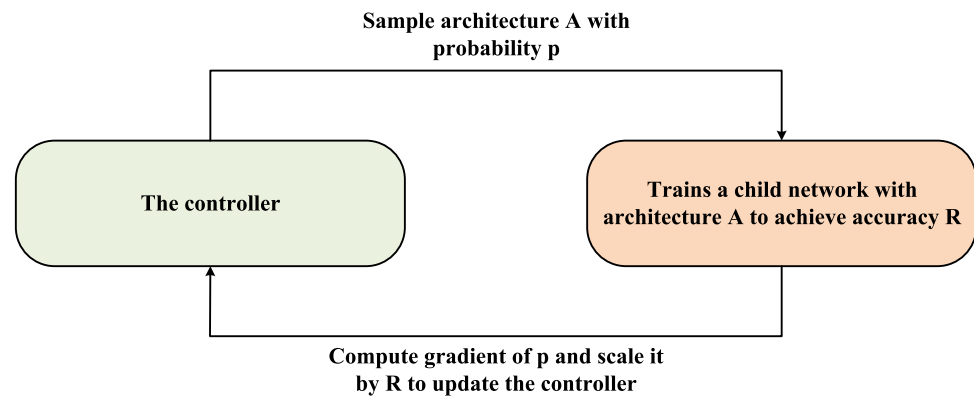 Sample architecture A with
probability p
The controller
Trains a child network with
architecture A to achieve accuracy R
Compute gradient of p and scale it
by R to update the controller